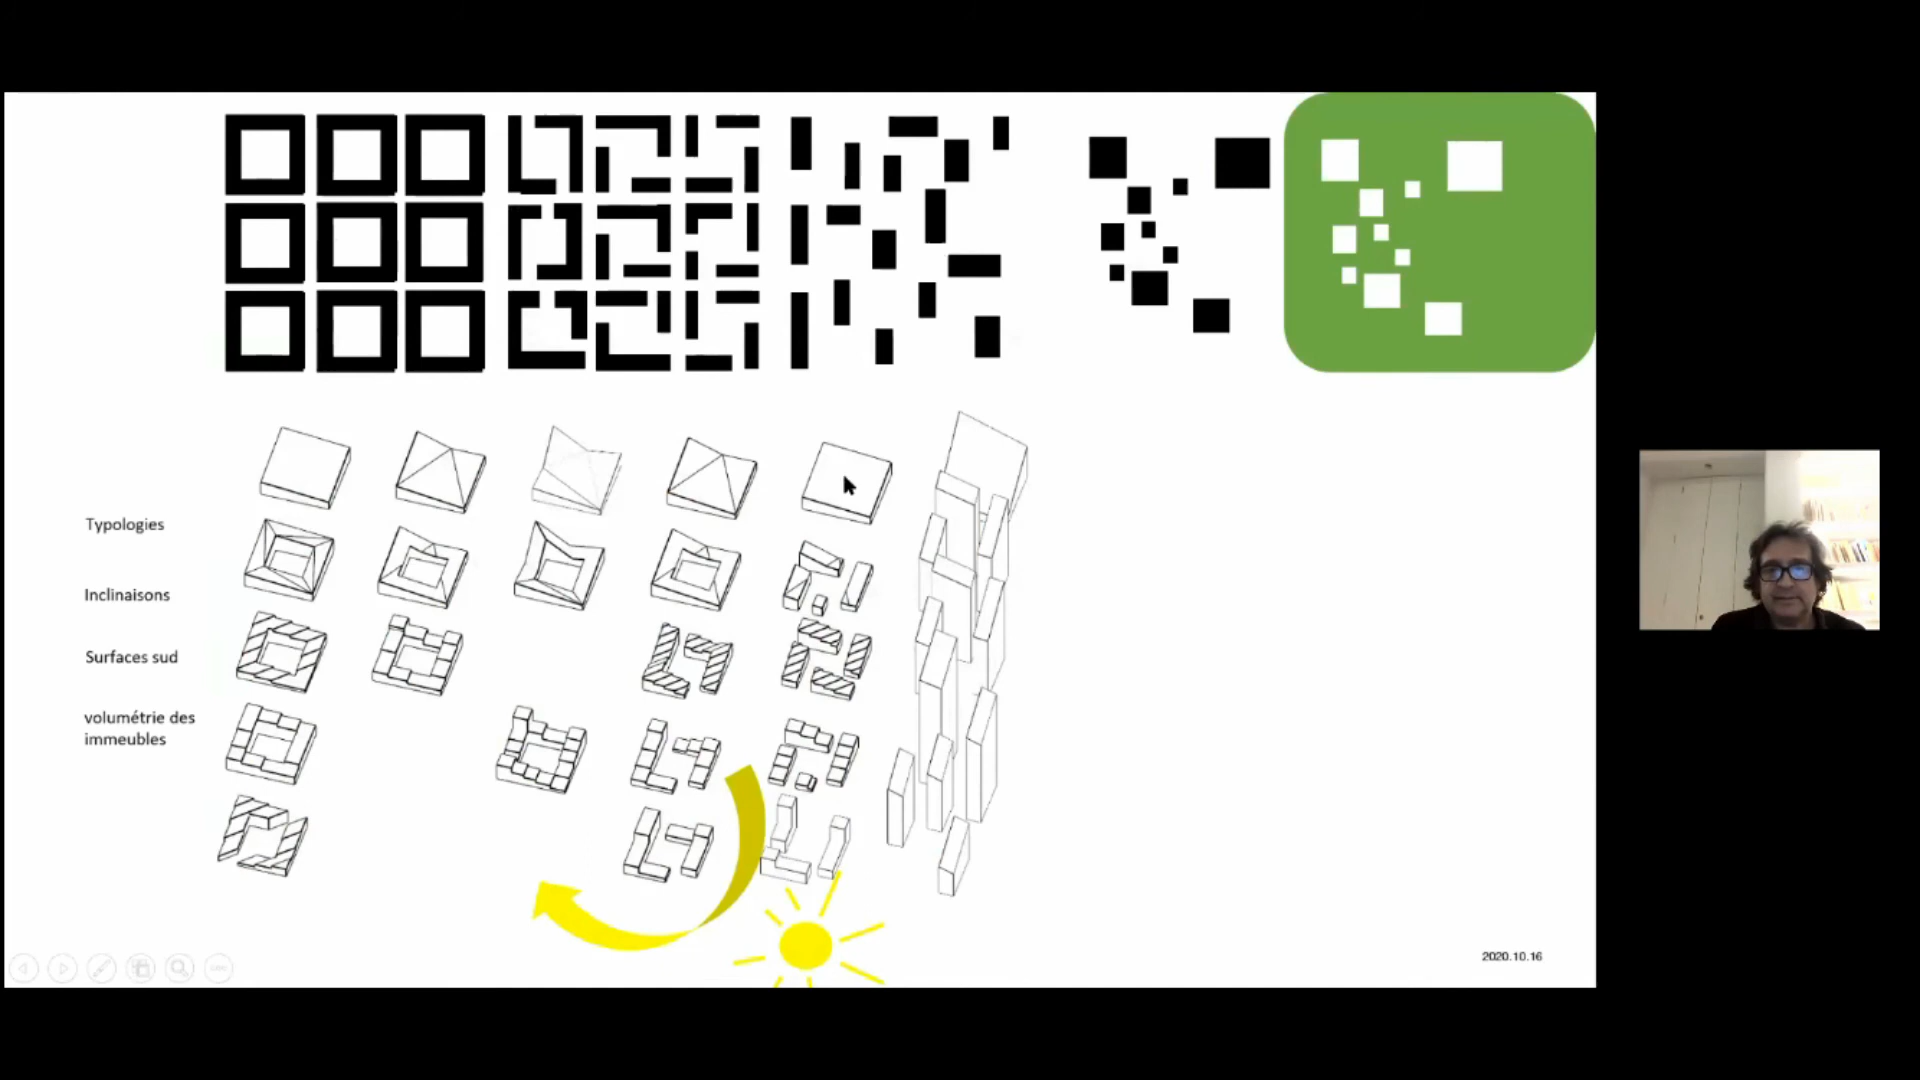 Typologies
Inclinaisons
Surfaces sud
volumétrie des
immeubles
2020.10.16